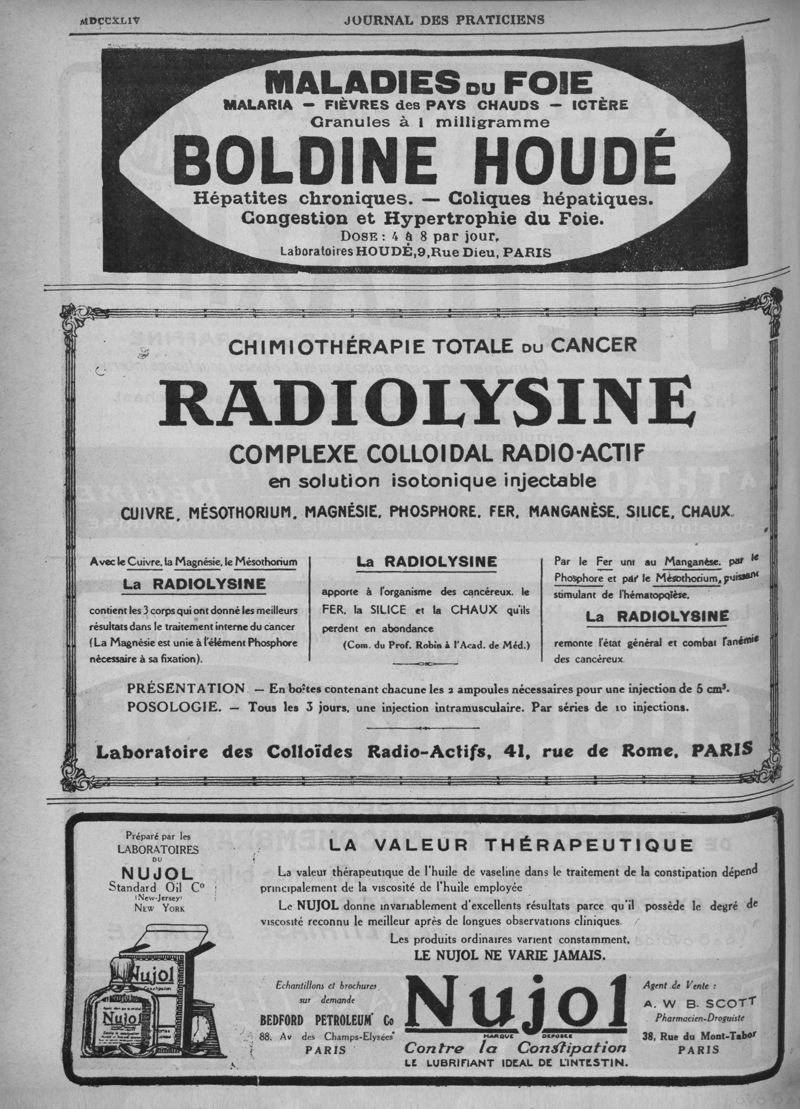 MDCCXLIV
JOURNAL DES PRATICIENS
MALADIES DU FOIE
MALARIA — FIÈVRES des PAYS CHAUDS — ICTÈRE
Granules à 1 milligramme
BOLDINE HOUDÉ
Hépatites chroniques. — Coliques hépatiques.
Congestion et Hypertrophie du Foie.
DOSE : 4 à 8 par jour,
Laboratoires HOUDÉ, 9, Rue Dieu, PARIS
CHIMIOTHÉRAPIE TOTALE DU CANCER
RADIOLYSINE
COMPLEXE COLLOIDAL RADIO-ACTIF
en solution isotonique injectable
CUIVRE, MÉSOTHORIUM, MAGNÉSIE, PHOSPHORE, FER, MANGANÈSE, SILICE, CHAUX.
Avec le Cuivre, la Magnésie, le Mésothorium
La RADIOLYSINE
contient les 3 corps qui ont donné les meilleurs
résultats dans le traitement interne du cancer
(La Magnésie est unie à l'élément Phosphore
nécessaire à sa fixation).
La RADIOLYSINE
apporte à l'organisme des cancéreux, le
FER, la SILICE et la CHAUX qu'ils
perdent en abondance
(Com. du Prof. Robin à l'Acad. de Méd.)
Par le Fer uni au Manganèse, par le
Phosphore et par le Mésothorium, puissant
stimulant de l'hématopoïèse,
La RADIOLYSINE
remonte l'état général et combat l'anémie
des cancéreux
PRÉSENTATION — En boîtes contenant chacune les 2 ampoules nécessaires pour une injection de 5 cm³.
POSOLOGIE. — Tous les 3 jours, une injection intramusculaire. Par séries de 10 injections.
Laboratoire des Colloïdes Radio-Actifs, 41, rue de Rome, PARIS
Préparé par les
LABORATOIRES
DU
NUJOL
Standard Oil Co
(New-Jersey)
NEW YORK
Nujol
Nujol
LA VALEUR THÉRAPEUTIQUE
La valeur thérapeutique de l'huile de vaseline dans le traitement de la constipation dépend
principalement de la viscosité de l'huile employée
Le NUJOL donne invariablement d'excellents résultats parce qu'il possède le degré de
viscosité reconnu le meilleur après de longues observations cliniques.
Les produits ordinaires varient constamment,
LE NUJOL NE VARIE JAMAIS.
Echantillons et brochures
sur demande
BEDFORD PETROLEUM Co
88, Av des Champs-Elysées
PARIS
Nujol
MARQUE DÉPOSÉE
Contre la Constipation
LE LUBRIFIANT IDEAL DE L'INTESTIN.
Agent de Vente :
A. W B. SCOTT
Pharmacien-Droguiste
38, Rue du Mont-Tabor
PARIS